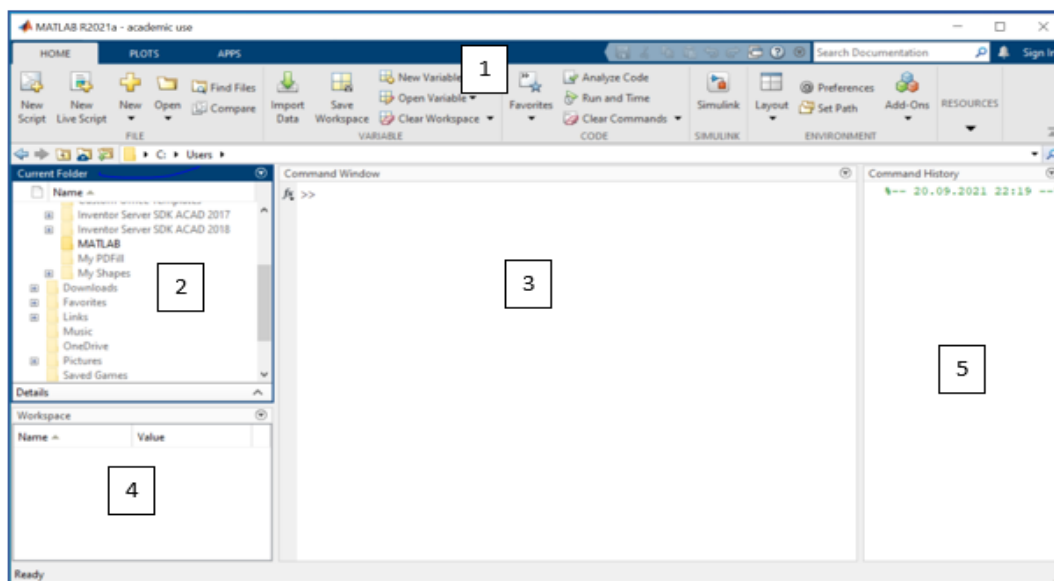 MATLAB R2021a - academic use
HOME PLOTS APPS Search Documentation Sign In
1
New Script
New Live Script
New
Open
Find Files
Compare
FILE
Import Data
Save Workspace
New Variable
Open Variable
Clear Workspace
VARIABLE
Favorites
Analyze Code
Run and Time
Clear Commands
CODE
Simulink
SIMULINK
Layout
Preferences
Set Path
Add-Ons
ENVIRONMENT
RESOURCES
C: Users
Current Folder
Name
Custom Office Templates
Inventor Server SDK ACAD 2017
Inventor Server SDK ACAD 2018
MATLAB
My PDFill
My Shapes
Downloads
Favorites
Links
Music
OneDrive
Pictures
Saved Games
2
Details
Workspace
Name Value
4
Command Window
fx >>
3
Command History
%-- 20.09.2021 22:19 --
5
Ready